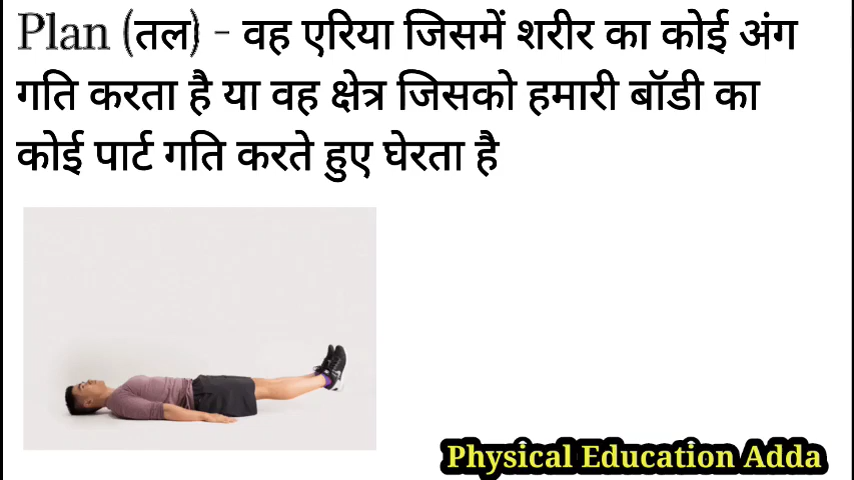 Plan (तल) - वह एरिया जिसमें शरीर का कोई अंग
गति करता है या वह क्षेत्र जिसको हमारी बॉडी का
कोई पार्ट गति करते हुए घेरता है
Physical Education Adda